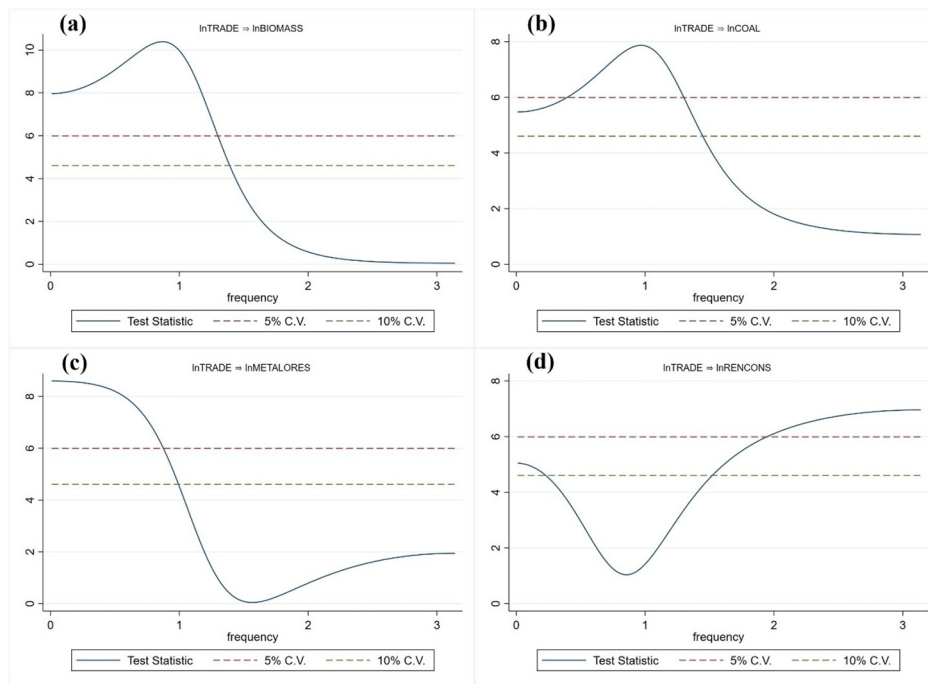 (a)
lnTRADE ⇒ lnBIOMASS
10
8
6
4
2
0
0 1 2 3
frequency
Test Statistic 5% C.V. 10% C.V.
(b)
lnTRADE ⇒ lnCOAL
8
6
4
2
0
0 1 2 3
frequency
Test Statistic 5% C.V. 10% C.V.
(c)
lnTRADE ⇒ lnMETALORES
8
6
4
2
0
0 1 2 3
frequency
Test Statistic 5% C.V. 10% C.V.
(d)
lnTRADE ⇒ lnRENCONS
8
6
4
2
0
0 1 2 3
frequency
Test Statistic 5% C.V. 10% C.V.